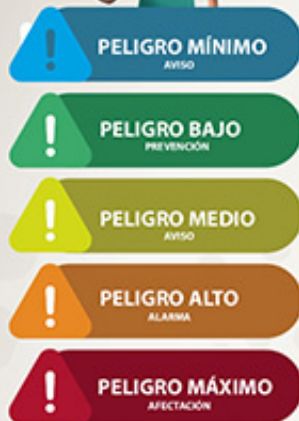 PELIGRO MÍNIMO
AVISO
PELIGRO BAJO
PREVENCIÓN
PELIGRO MEDIO
AVISO
PELIGRO ALTO
ALARMA
PELIGRO MÁXIMO
AFECTACIÓN